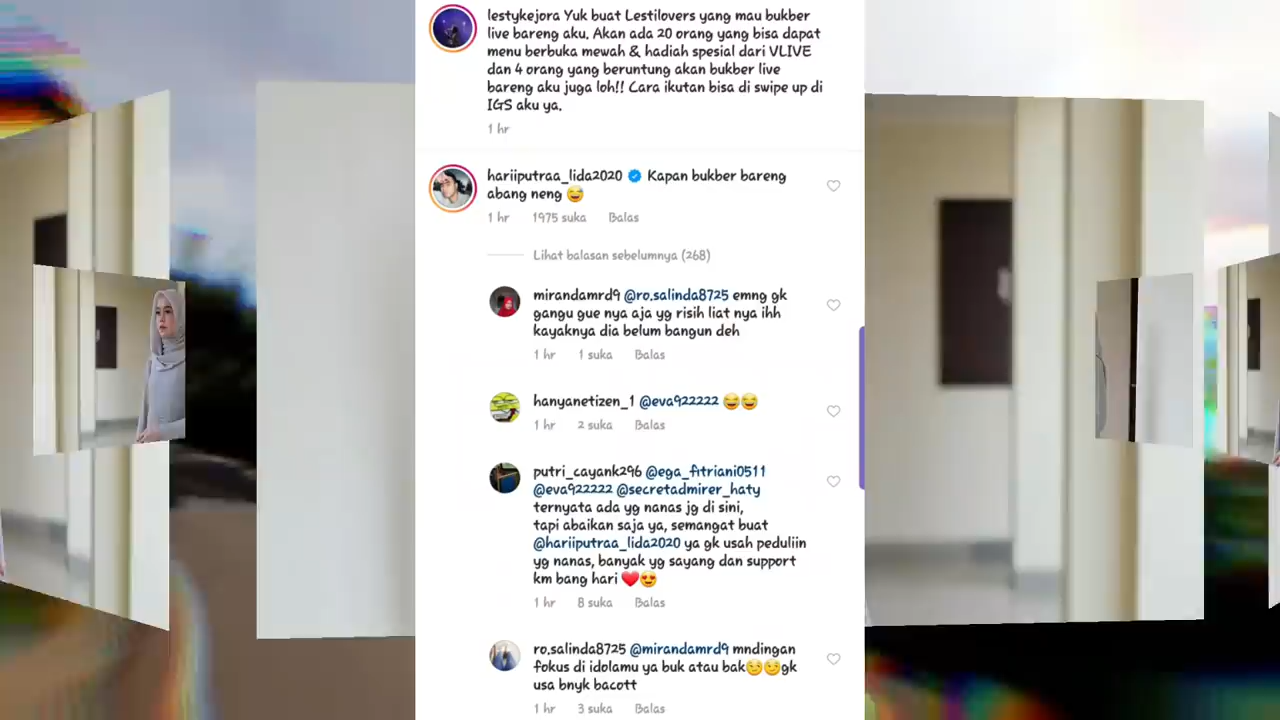 lestykejora Yuk buat Lestilovers yang mau bukber
live bareng aku. Akan ada 20 orang yang bisa dapat
menu berbuka mewah & hadiah spesial dari VLIVE
dan 4 orang yang beruntung akan bukber live
bareng aku juga loh!! Cara ikutan bisa di swipe up di
IGS aku ya.
1 hr
hariiputraa_lida2020 Kapan bukber bareng
abang neng 😅
1 hr 1975 suka Balas
Lihat balasan sebelumnya (268)
mirandamrd9 @ro.salinda8725 emng gk
gangu gue nya aja yg risih liat nya ihh
kayaknya dia belum bangun deh
1 hr 1 suka Balas
hanyanetizen_1 @eva922222 😂😂
1 hr 2 suka Balas
putri_cayank296 @ega_fitriani0511
@eva922222 @secretadmirer_haty
ternyata ada yg nanas jg di sini,
tapi abaikan saja ya, semangat buat
@hariiputraa_lida2020 ya gk usah peduliin
yg nanas, banyak yg sayang dan support
km bang hari ❤️😍
1 hr 8 suka Balas
ro.salinda8725 @mirandamrd9 mndingan
fokus di idolamu ya buk atau bak😏😏gk
usa bnyk bacott
1 hr 3 suka Balas